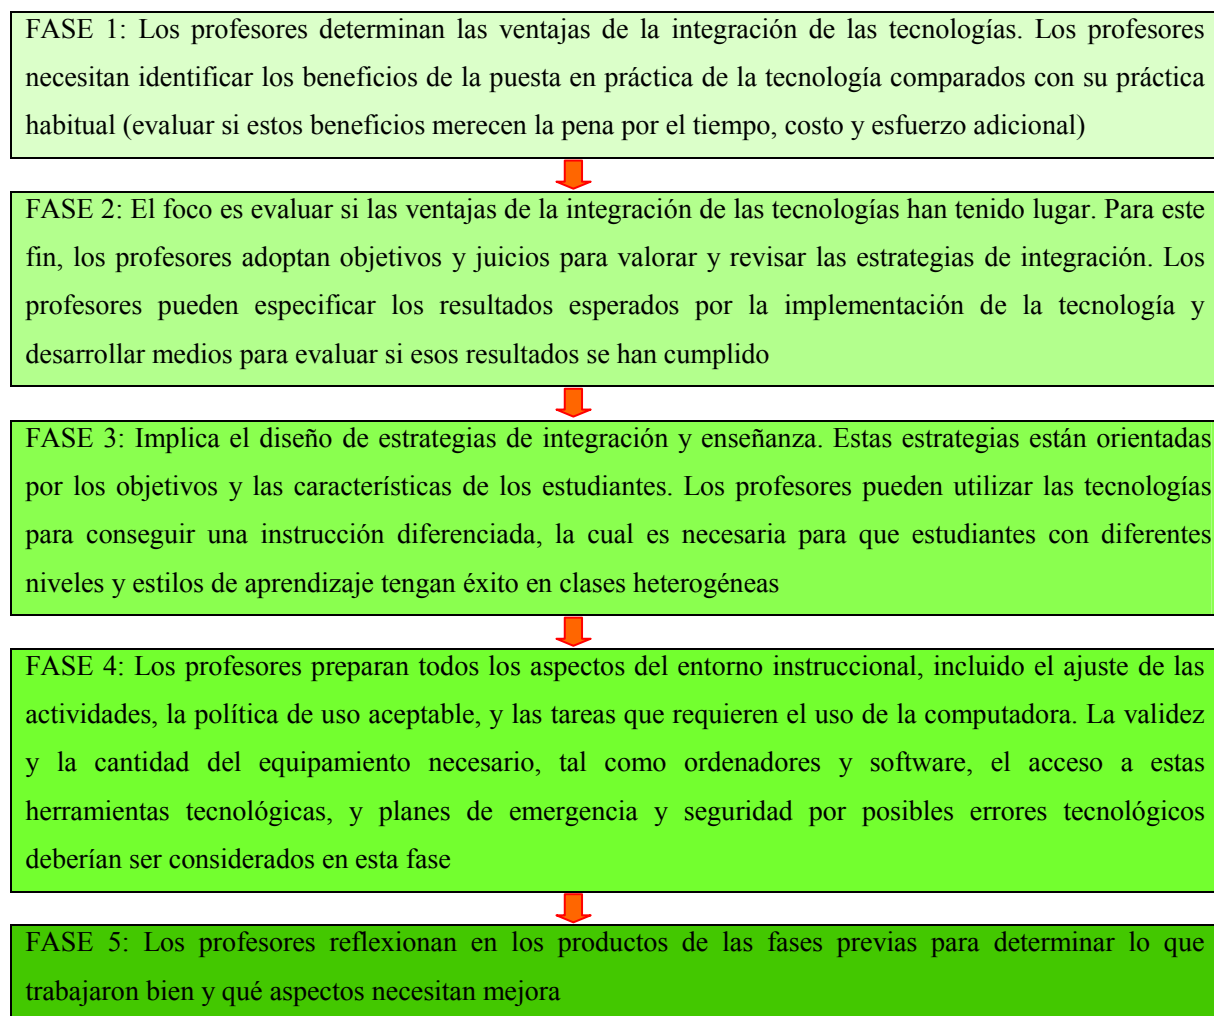 FASE 1: Los profesores determinan las ventajas de la integración de las tecnologías. Los profesores
necesitan identificar los beneficios de la puesta en práctica de la tecnología comparados con su práctica
habitual (evaluar si estos beneficios merecen la pena por el tiempo, costo y esfuerzo adicional)
FASE 2: El foco es evaluar si las ventajas de la integración de las tecnologías han tenido lugar. Para este
fin, los profesores adoptan objetivos y juicios para valorar y revisar las estrategias de integración. Los
profesores pueden especificar los resultados esperados por la implementación de la tecnología y
desarrollar medios para evaluar si esos resultados se han cumplido
FASE 3: Implica el diseño de estrategias de integración y enseñanza. Estas estrategias están orientadas
por los objetivos y las características de los estudiantes. Los profesores pueden utilizar las tecnologías
para conseguir una instrucción diferenciada, la cual es necesaria para que estudiantes con diferentes
niveles y estilos de aprendizaje tengan éxito en clases heterogéneas
FASE 4: Los profesores preparan todos los aspectos del entorno instruccional, incluido el ajuste de las
actividades, la política de uso aceptable, y las tareas que requieren el uso de la computadora. La validez
y la cantidad del equipamiento necesario, tal como ordenadores y software, el acceso a estas
herramientas tecnológicas, y planes de emergencia y seguridad por posibles errores tecnológicos
deberían ser considerados en esta fase
FASE 5: Los profesores reflexionan en los productos de las fases previas para determinar lo que
trabajaron bien y qué aspectos necesitan mejora